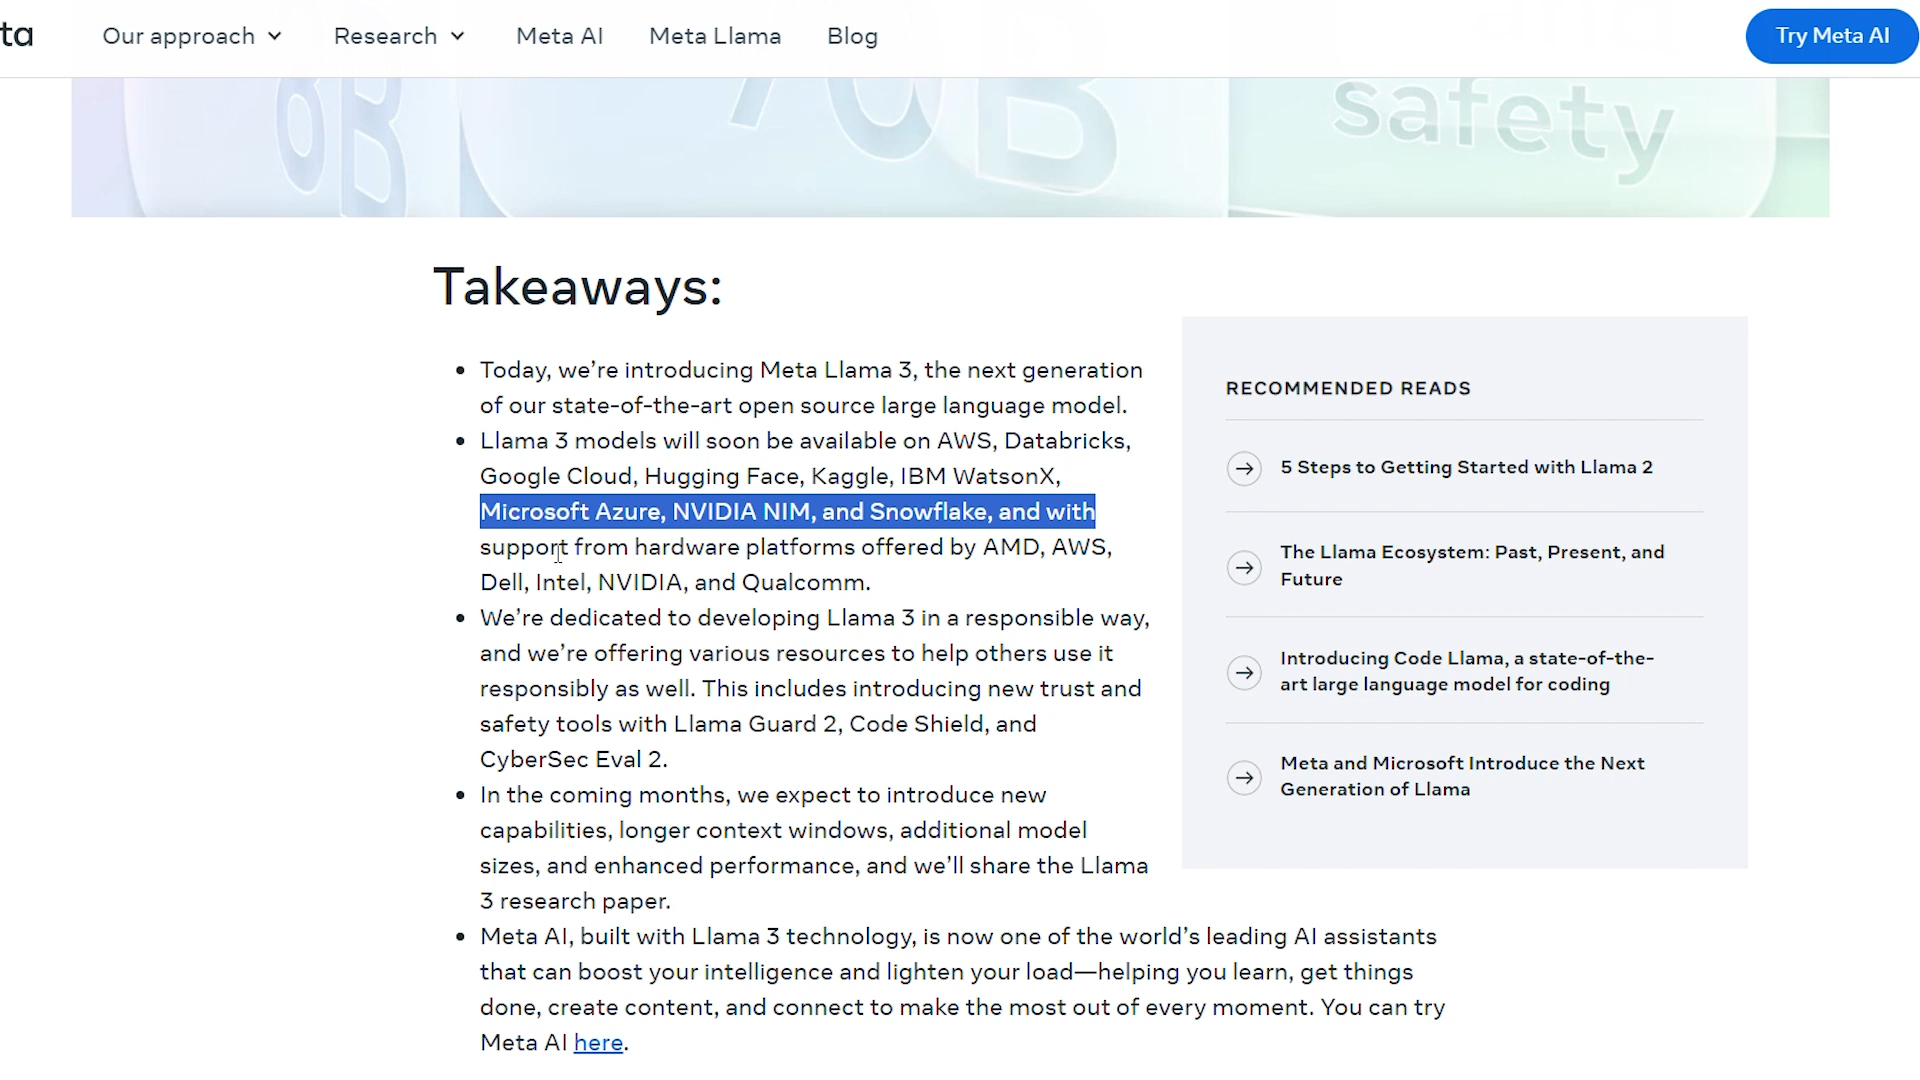 ta
Our approach
Research
Meta AI
Meta Llama
Blog
Try Meta AI
8B
70B
safety
Takeaways:
• Today, we’re introducing Meta Llama 3, the next generation
of our state-of-the-art open source large language model.
• Llama 3 models will soon be available on AWS, Databricks,
Google Cloud, Hugging Face, Kaggle, IBM WatsonX,
Microsoft Azure, NVIDIA NIM, and Snowflake, and with
support from hardware platforms offered by AMD, AWS,
Dell, Intel, NVIDIA, and Qualcomm.
• We’re dedicated to developing Llama 3 in a responsible way,
and we’re offering various resources to help others use it
responsibly as well. This includes introducing new trust and
safety tools with Llama Guard 2, Code Shield, and
CyberSec Eval 2.
• In the coming months, we expect to introduce new
capabilities, longer context windows, additional model
sizes, and enhanced performance, and we’ll share the Llama
3 research paper.
• Meta AI, built with Llama 3 technology, is now one of the world’s leading AI assistants
that can boost your intelligence and lighten your load—helping you learn, get things
done, create content, and connect to make the most out of every moment. You can try
Meta AI here.
RECOMMENDED READS
5 Steps to Getting Started with Llama 2
The Llama Ecosystem: Past, Present, and
Future
Introducing Code Llama, a state-of-the-
art large language model for coding
Meta and Microsoft Introduce the Next
Generation of Llama